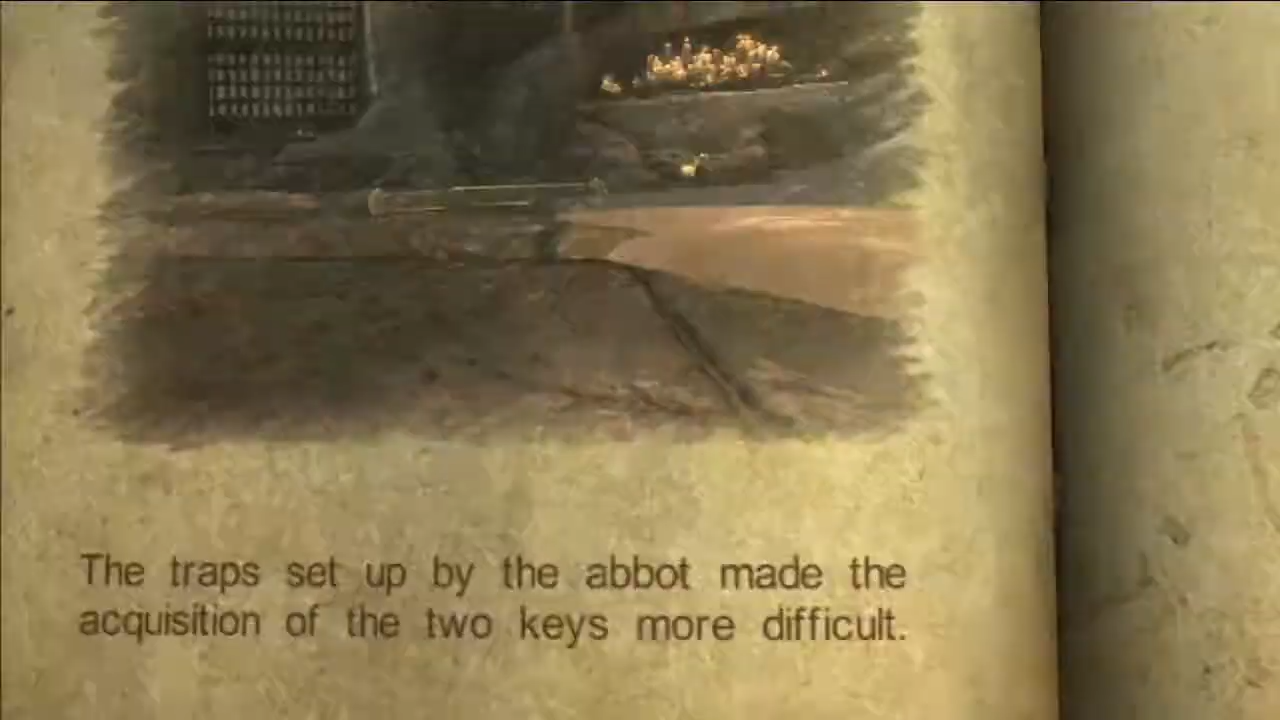 The traps set up by the abbot made the
acquisition of the two keys more difficult.